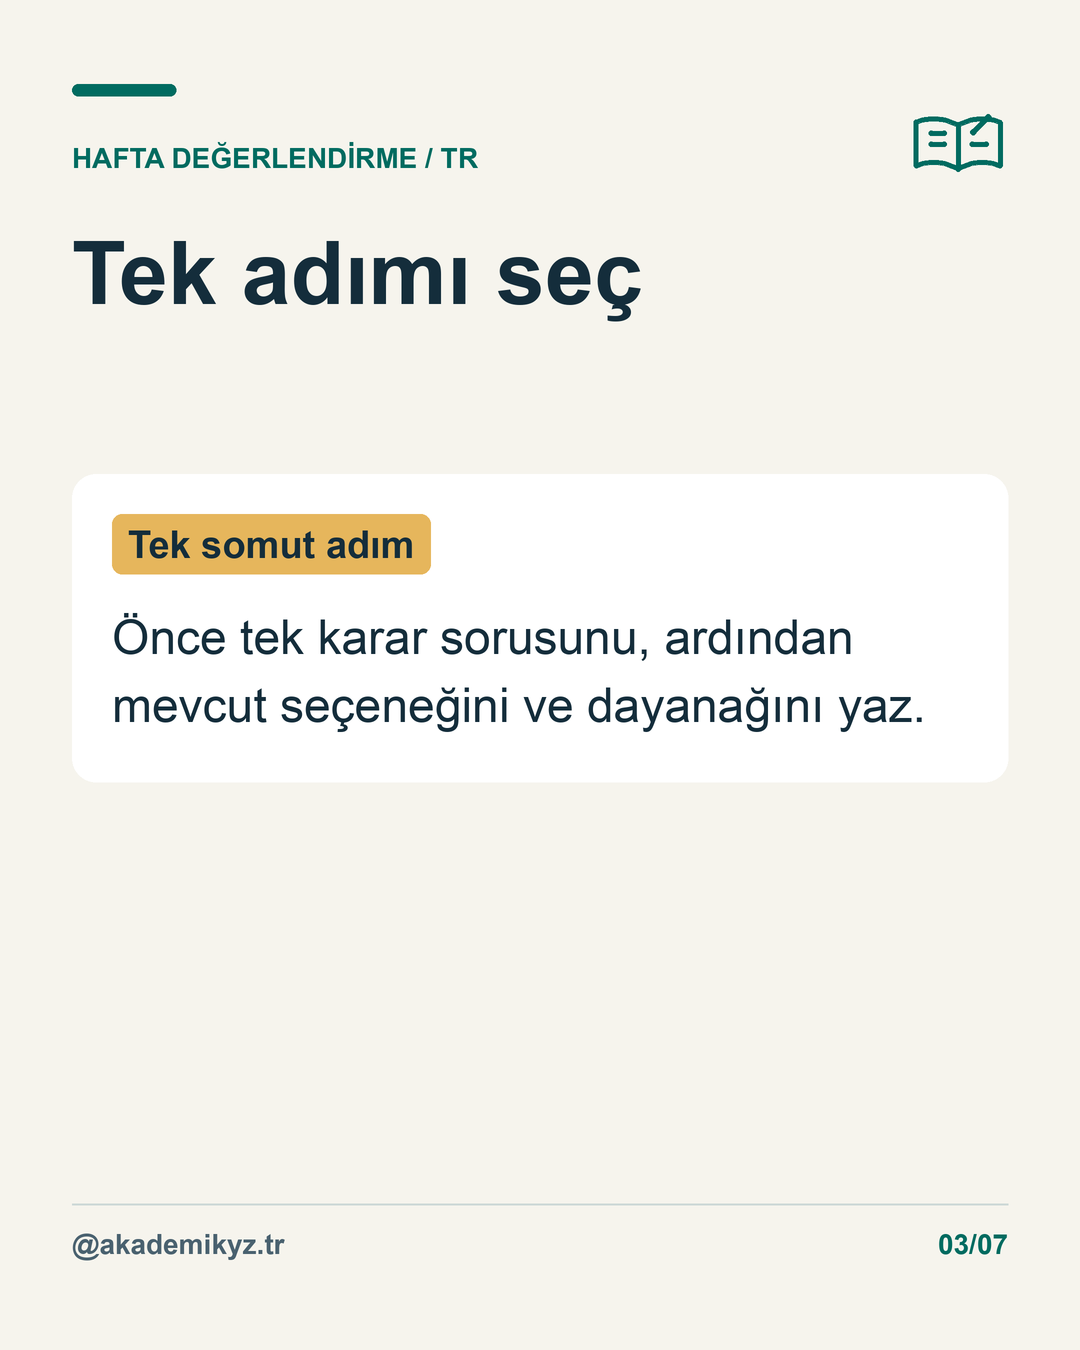 HAFTA DEĞERLENDİRME / TR
Tek adımı seç
Tek somut adım
Önce tek karar sorusunu, ardından
mevcut seçeneğini ve dayanağını yaz.
@akademikyz.tr
03/07